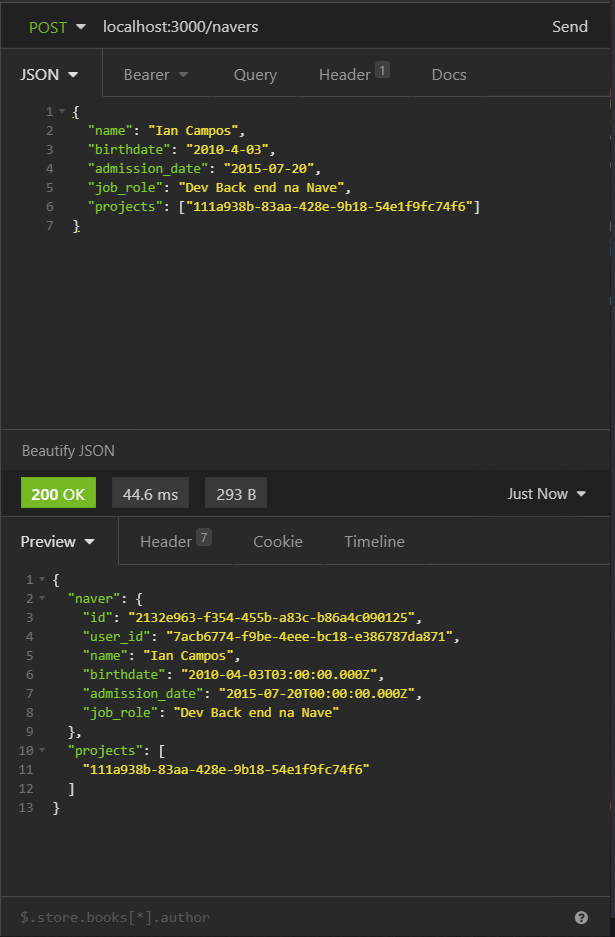 POST localhost:3000/navers Send
JSON Bearer Query Header 1 Docs
1 {
2 "name": "Ian Campos",
3 "birthdate": "2010-4-03",
4 "admission_date": "2015-07-20",
5 "job_role": "Dev Back end na Nave",
6 "projects": ["111a938b-83aa-428e-9b18-54e1f9fc74f6"]
7 }
Beautify JSON
200 OK 44.6 ms 293 B Just Now
Preview Header 7 Cookie Timeline
1 {
2 "naver": {
3 "id": "2132e963-f354-455b-a83c-b86a4c090125",
4 "user_id": "7acb6774-f9be-4eee-bc18-e386787da871",
5 "name": "Ian Campos",
6 "birthdate": "2010-04-03T03:00:00.000Z",
7 "admission_date": "2015-07-20T00:00:00.000Z",
8 "job_role": "Dev Back end na Nave"
9 },
10 "projects": [
11 "111a938b-83aa-428e-9b18-54e1f9fc74f6"
12 ]
13 }
$.store.books[*].author ?